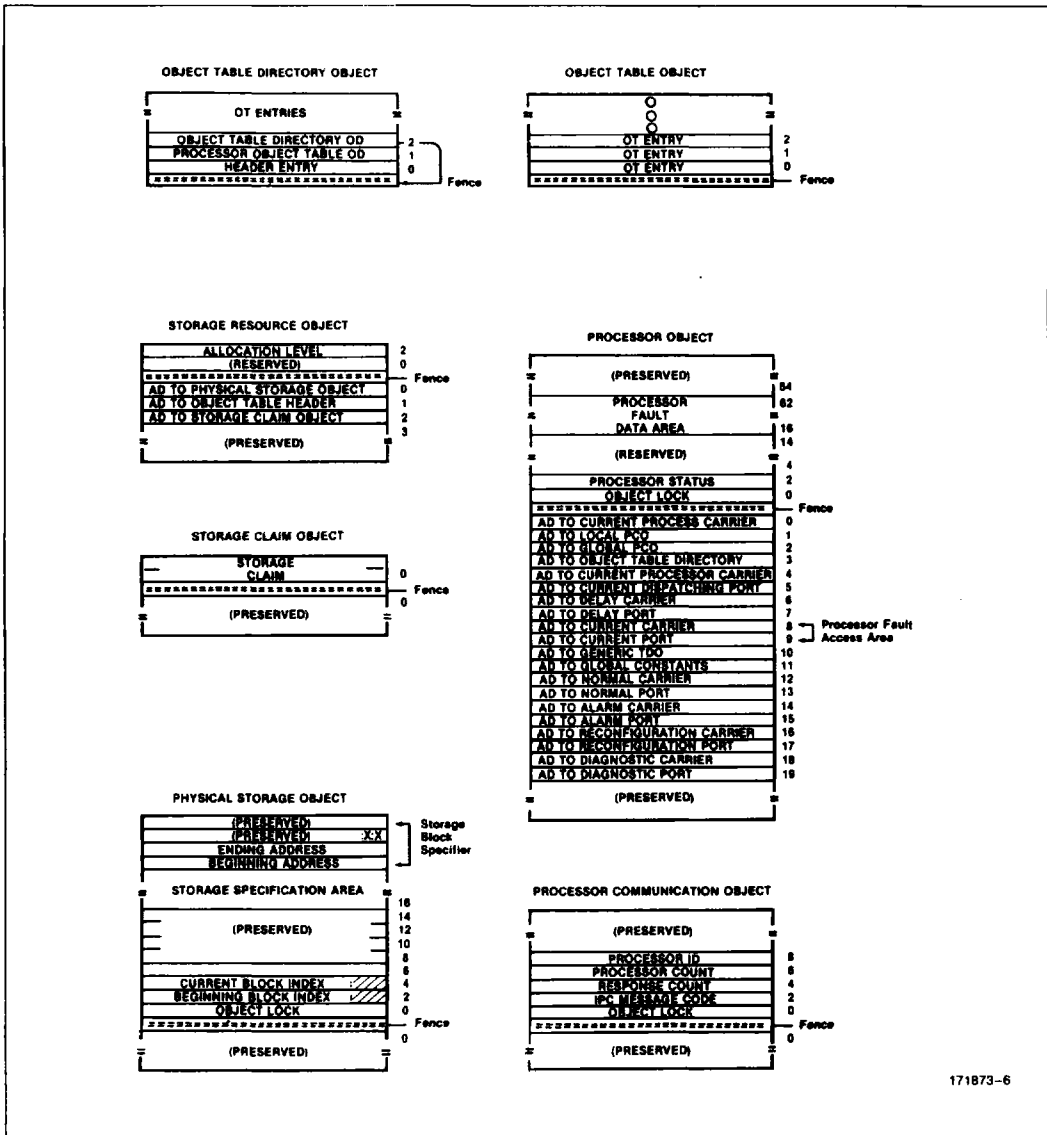 OBJECT TABLE DIRECTORY OBJECT
OT ENTRIES
OBJECT TABLE DIRECTORY OD 2
PROCESSOR OBJECT TABLE OD 1
HEADER ENTRY 0
Fence
OBJECT TABLE OBJECT
OT ENTRY 2
OT ENTRY 1
OT ENTRY 0
Fence
STORAGE RESOURCE OBJECT
ALLOCATION LEVEL 2
(RESERVED) 0
Fence
AD TO PHYSICAL STORAGE OBJECT 0
AD TO OBJECT TABLE HEADER 1
AD TO STORAGE CLAIM OBJECT 2
3
(PRESERVED)
STORAGE CLAIM OBJECT
STORAGE
CLAIM 0
Fence
0
(PRESERVED)
PHYSICAL STORAGE OBJECT
(PRESERVED)
(PRESERVED) X:X
ENDING ADDRESS
BEGINNING ADDRESS
Storage
Block
Specifier
STORAGE SPECIFICATION AREA
16
14
(PRESERVED) 12
10
8
6
CURRENT BLOCK INDEX 4
BEGINNING BLOCK INDEX 2
OBJECT LOCK 0
Fence
0
(PRESERVED)
PROCESSOR OBJECT
(PRESERVED)
64
PROCESSOR 62
FAULT
DATA AREA 16
14
(RESERVED)
4
PROCESSOR STATUS 2
OBJECT LOCK 0
Fence
AD TO CURRENT PROCESS CARRIER 0
AD TO LOCAL PCO 1
AD TO GLOBAL PCO 2
AD TO OBJECT TABLE DIRECTORY 3
AD TO CURRENT PROCESSOR CARRIER 4
AD TO CURRENT DISPATCHING PORT 5
AD TO DELAY CARRIER 6
AD TO DELAY PORT 7
AD TO CURRENT CARRIER 8
AD TO CURRENT PORT 9
Processor Fault
Access Area
AD TO GENERIC TDO 10
AD TO GLOBAL CONSTANTS 11
AD TO NORMAL CARRIER 12
AD TO NORMAL PORT 13
AD TO ALARM CARRIER 14
AD TO ALARM PORT 15
AD TO RECONFIGURATION CARRIER 16
AD TO RECONFIGURATION PORT 17
AD TO DIAGNOSTIC CARRIER 18
AD TO DIAGNOSTIC PORT 19
(PRESERVED)
PROCESSOR COMMUNICATION OBJECT
(PRESERVED)
PROCESSOR ID 8
PROCESSOR COUNT 6
RESPONSE COUNT 4
IPC MESSAGE CODE 2
OBJECT LOCK 0
Fence
0
(PRESERVED)
171873-6